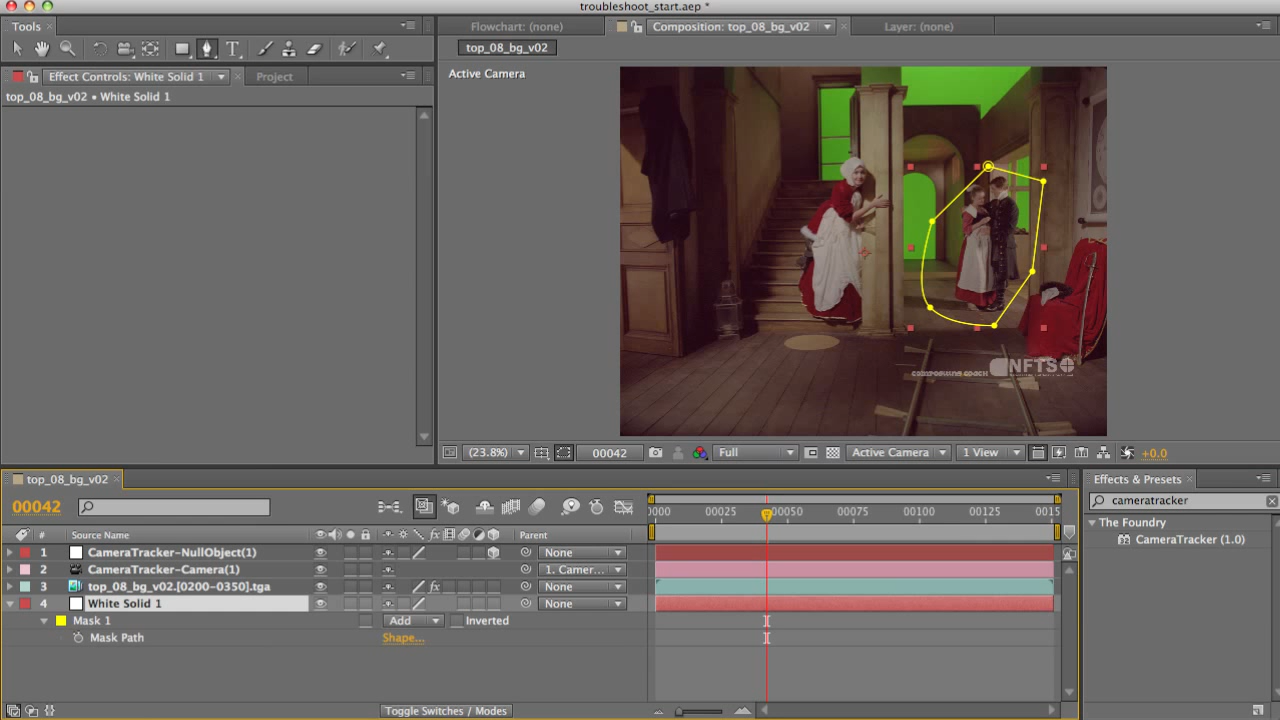 troubleshoot_start.aep *
Tools
Flowchart: (none)
Composition: top_08_bg_v02
Layer: (none)
top_08_bg_v02
Effect Controls: White Solid 1
Project
Active Camera
top_08_bg_v02 • White Solid 1
COMPOSITING COACH NFTS
(23.8%)
00042
Full
Active Camera
1 View
+0.0
top_08_bg_v02
Effects & Presets
00042
cameratracker
0000 00025 00050 00075 00100 00125 0015
The Foundry
# Source Name Parent
CameraTracker (1.0)
1 CameraTracker-NullObject(1) None
2 CameraTracker-Camera(1) 1. Camer...
3 top_08_bg_v02.[0200-0350].tga fx None
4 White Solid 1 None
Mask 1 Add Inverted
Mask Path Shape...
Toggle Switches / Modes